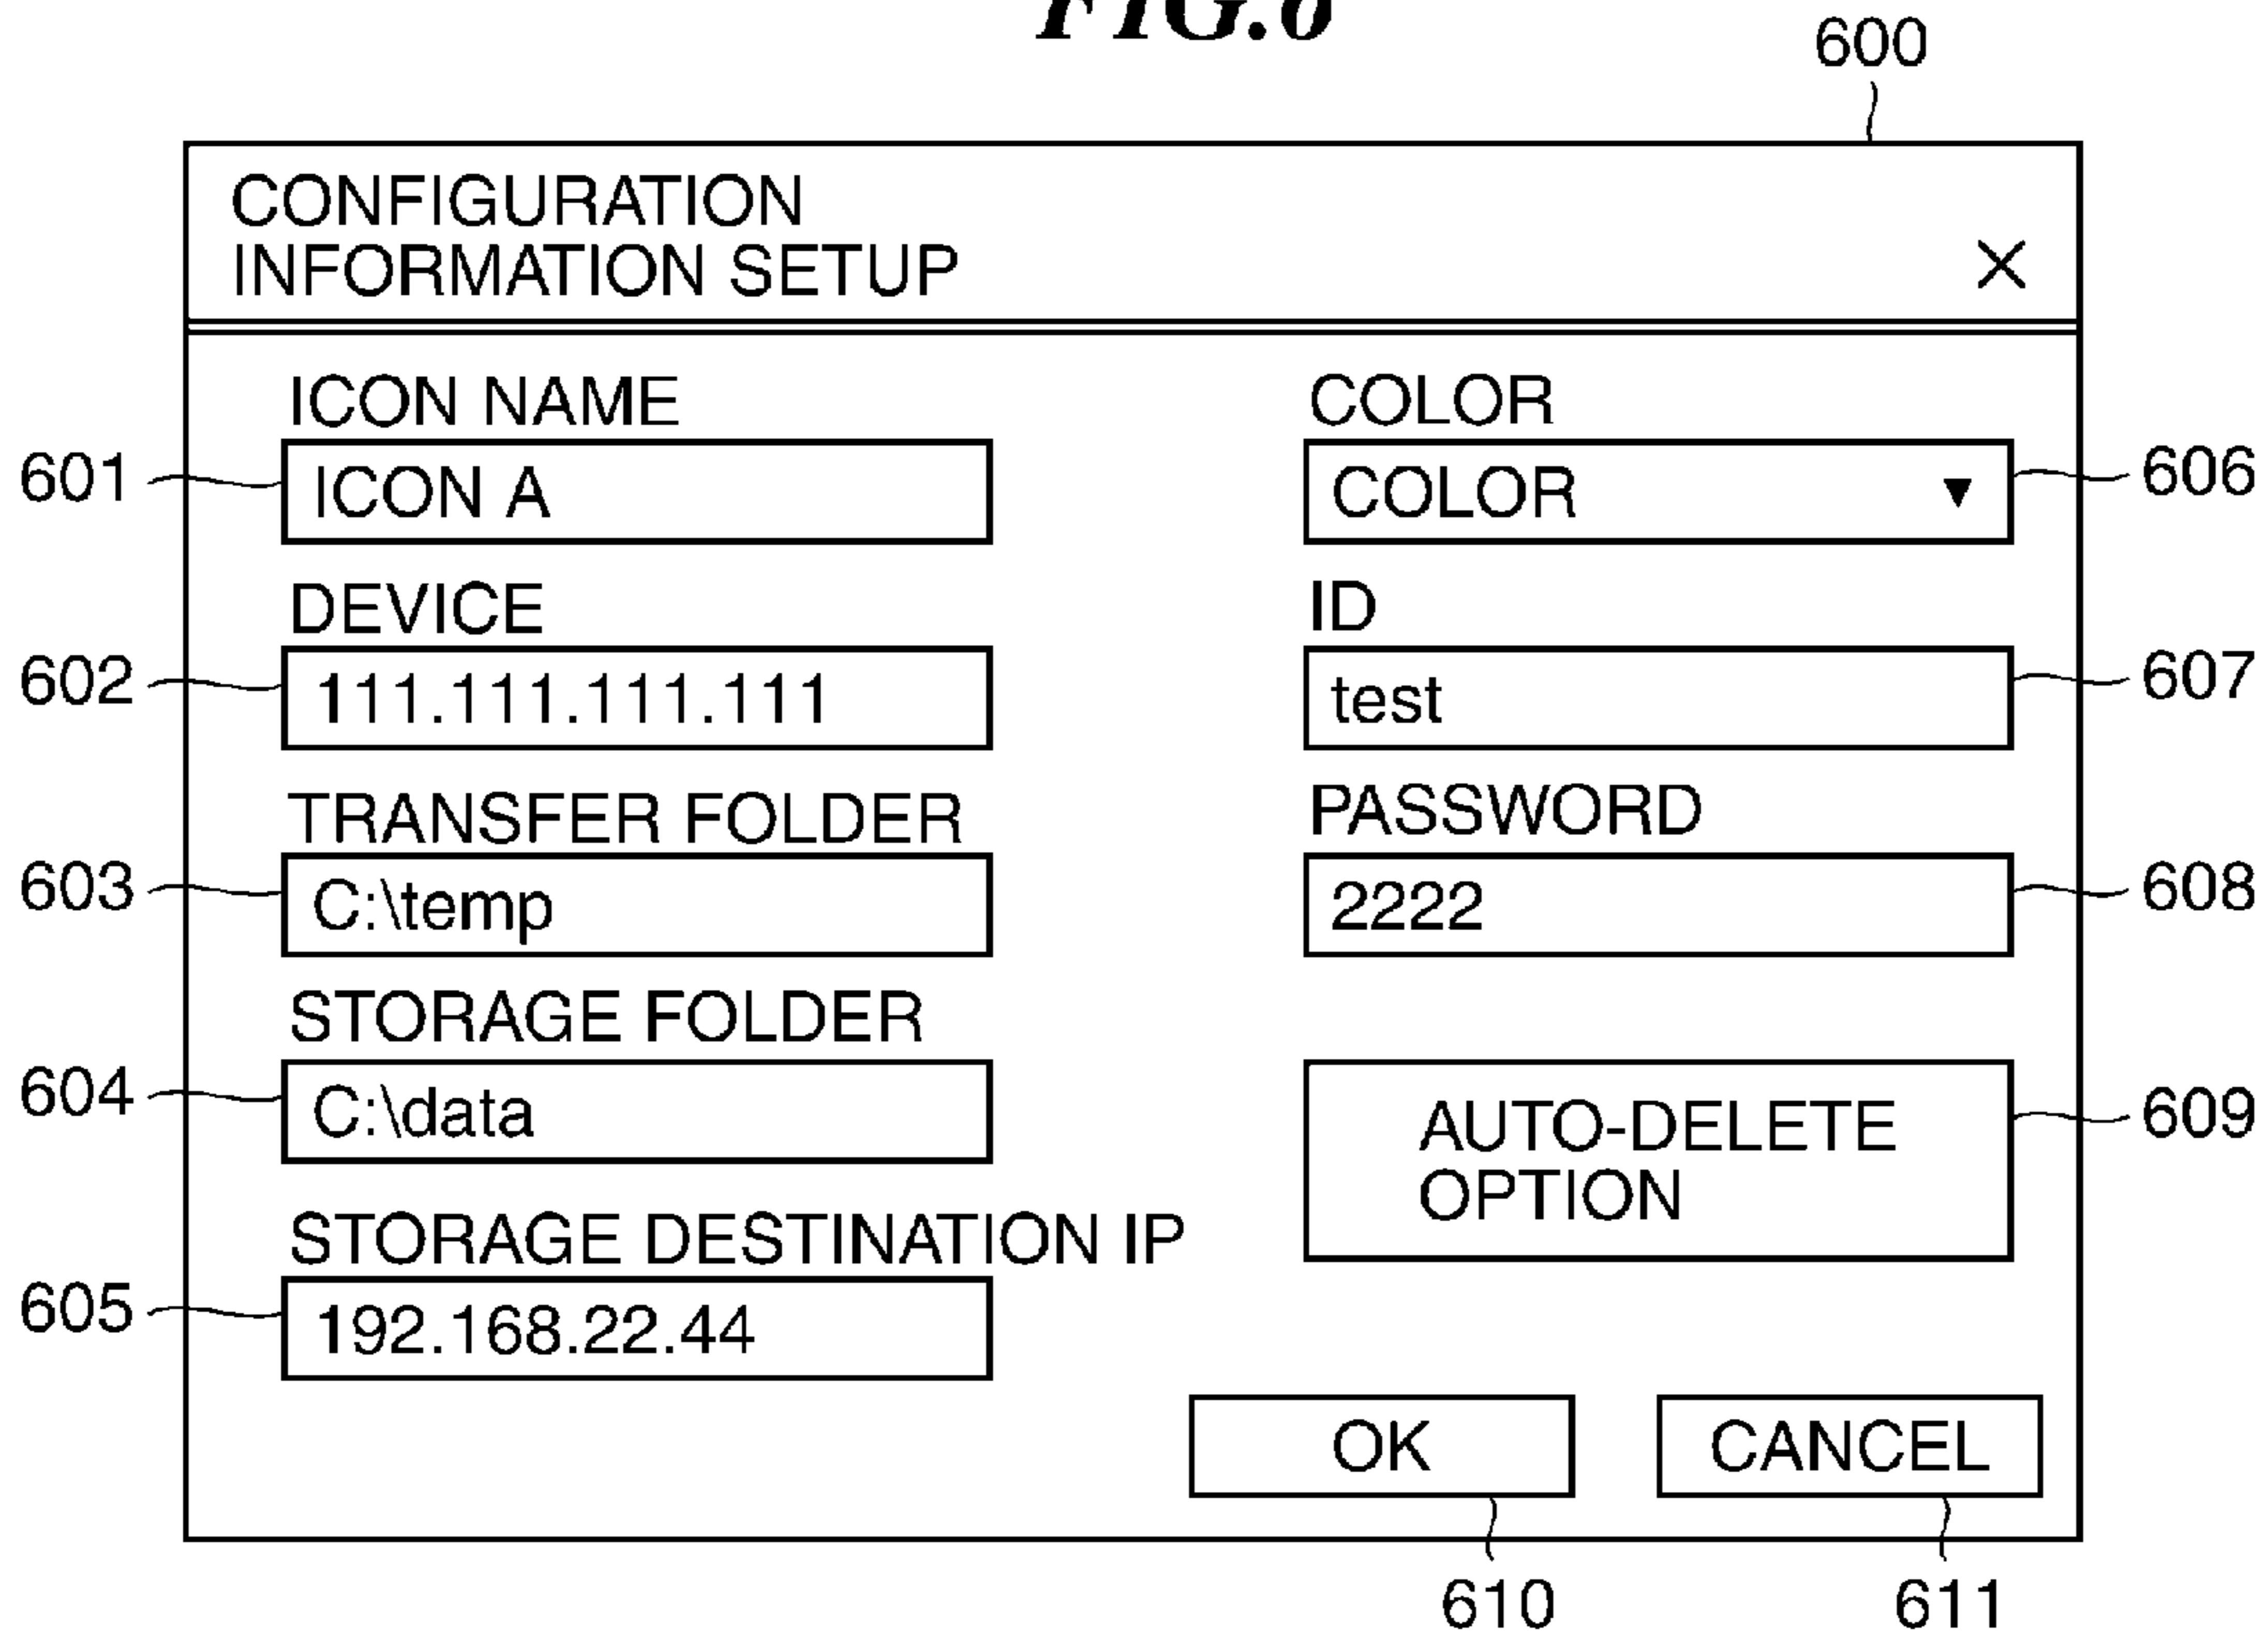 FIG.6
600
CONFIGURATION
INFORMATION SETUP
×
ICON NAME
601
ICON A
DEVICE
602
111.111.111.111
TRANSFER FOLDER
603
C:\temp
STORAGE FOLDER
604
C:\data
STORAGE DESTINATION IP
605
192.168.22.44
COLOR
COLOR ▼
606
ID
test
607
PASSWORD
2222
608
AUTO-DELETE
OPTION
609
OK
CANCEL
610
611